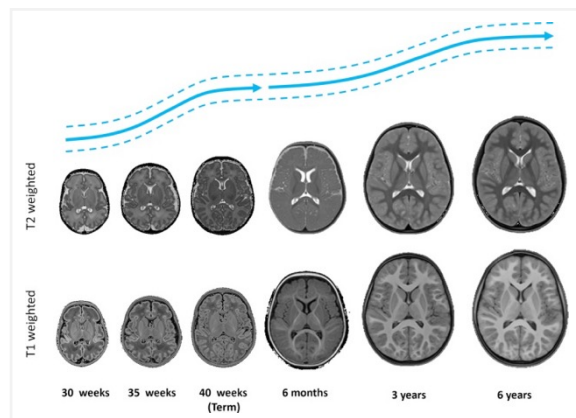 T2 weighted
T1 weighted
30 weeks
35 weeks
40 weeks
(Term)
6 months
3 years
6 years